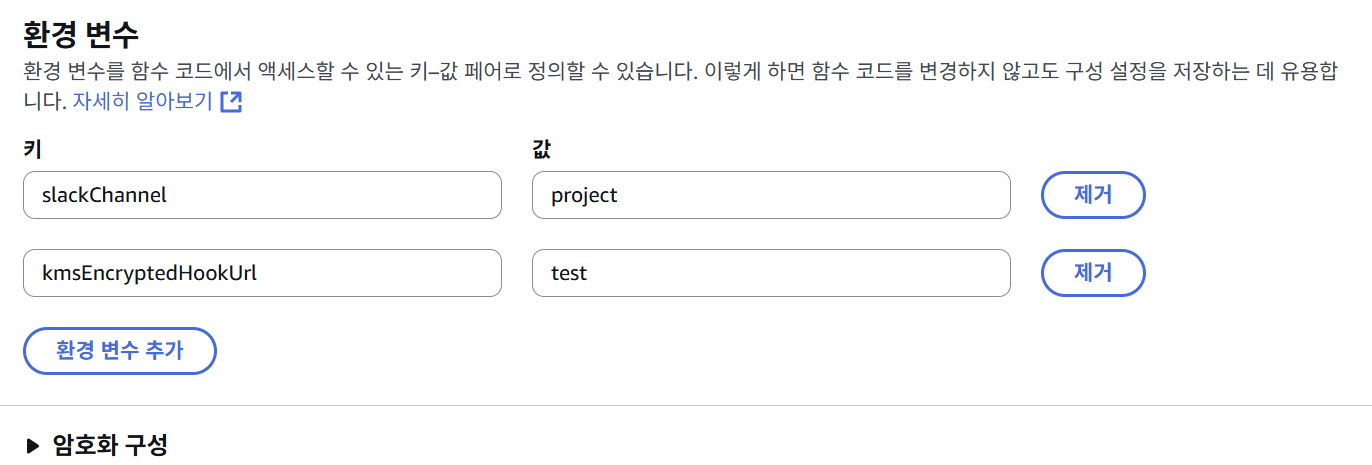 환경 변수
환경 변수를 함수 코드에서 액세스할 수 있는 키–값 페어로 정의할 수 있습니다. 이렇게 하면 함수 코드를 변경하지 않고도 구성 설정을 저장하는 데 유용합
니다. 자세히 알아보기
키 값
slackChannel project 제거
kmsEncryptedHookUrl test 제거
환경 변수 추가
암호화 구성